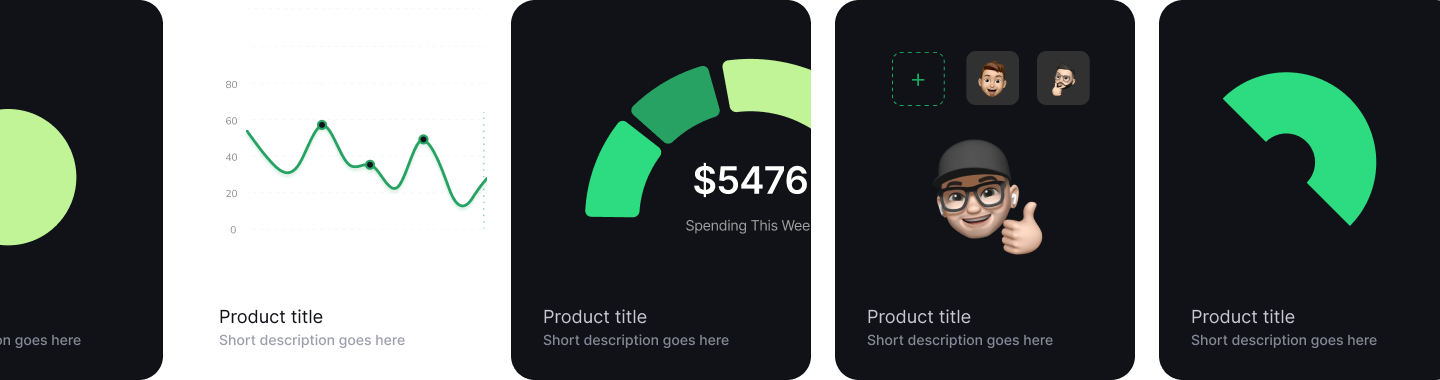 on goes here
80
60
40
20
0
Product title
Short description goes here
$5476
Spending This Wee
Product title
Short description goes here
+
Product title
Short description goes here
Product title
Short description goes here